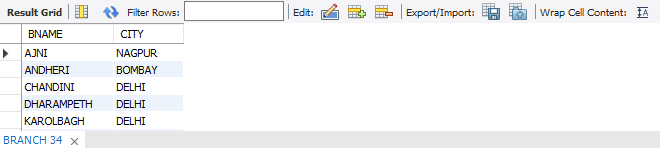 Result Grid Filter Rows: Edit: Export/Import: Wrap Cell Content:
BNAME CITY
AJNI NAGPUR
ANDHERI BOMBAY
CHANDINI DELHI
DHARAMPETH DELHI
KAROLBAGH DELHI
BRANCH 34